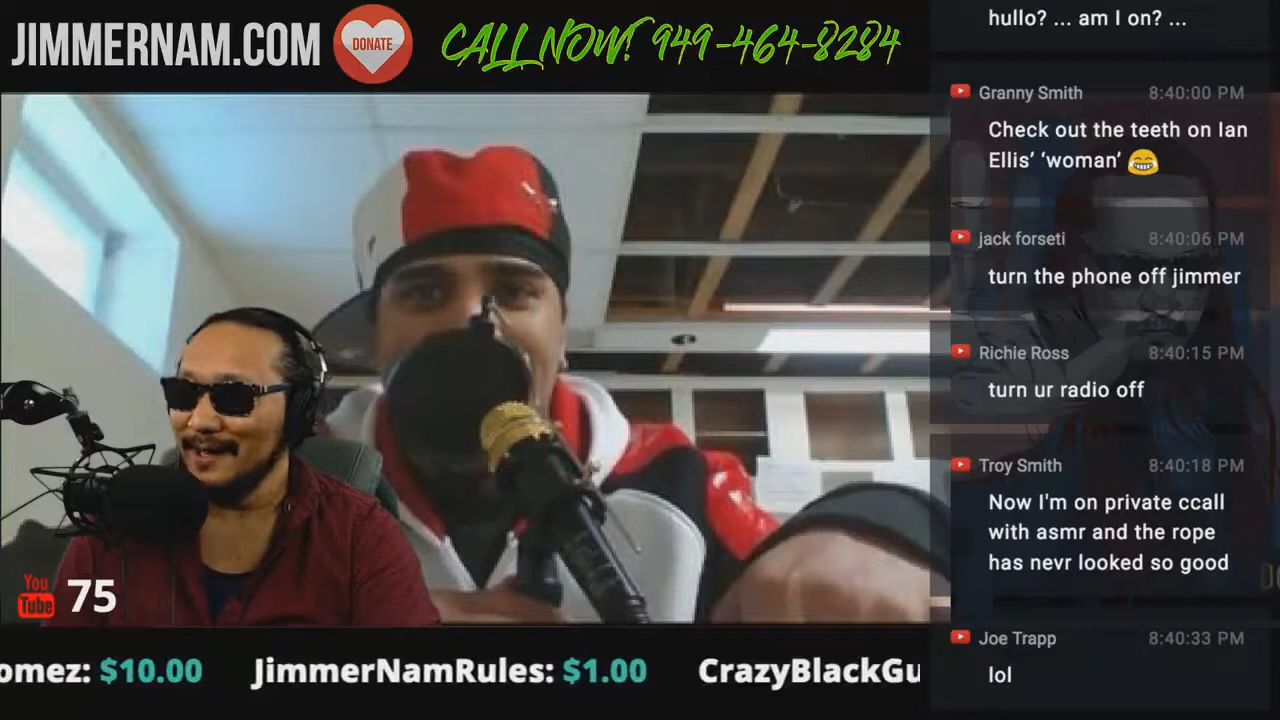 JIMMERNAM.COM
DONATE
CALL NOW! 949-464-8284
hullo? ... am I on? ...
Granny Smith 8:40:00 PM
Check out the teeth on Ian
Ellis’ ‘woman’ 😂
jack forseti 8:40:06 PM
turn the phone off jimmer
Richie Ross 8:40:15 PM
turn ur radio off
Troy Smith 8:40:18 PM
Now I'm on private ccall
with asmr and the rope
has nevr looked so good
Joe Trapp 8:40:33 PM
lol
You
Tube 75
omez: $10.00 JimmerNamRules: $1.00 CrazyBlackGu